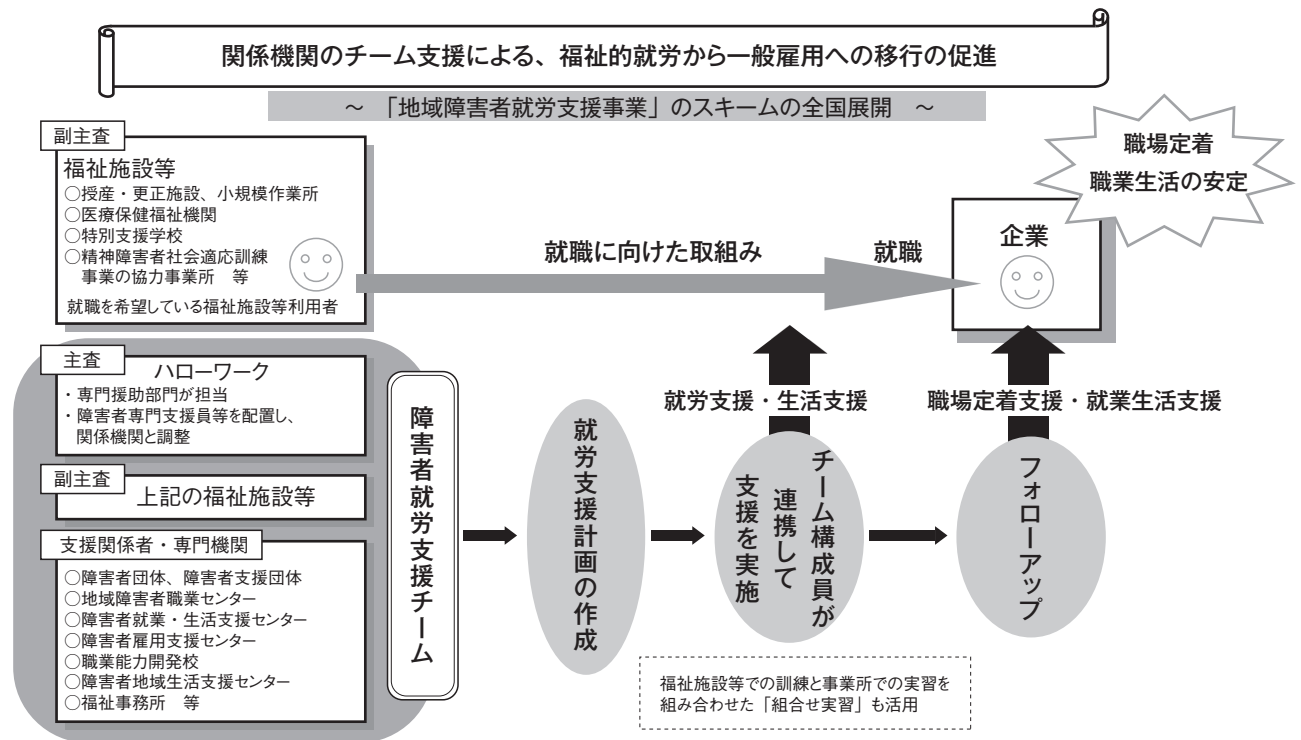 関係機関のチーム支援による、福祉的就労から一般雇用への移行の促進
～ 「地域障害者就労支援事業」のスキームの全国展開 ～
副主査
福祉施設等
○授産・更正施設、小規模作業所
○医療保健福祉機関
○特別支援学校
○精神障害者社会適応訓練
事業の協力事業所 等
就職を希望している福祉施設等利用者
就職に向けた取組み
就職
企業
職場定着
職業生活の安定
主査
ハローワーク
・専門援助部門が担当
・障害者専門支援員等を配置し、
関係機関と調整
副主査
上記の福祉施設等
支援関係者・専門機関
○障害者団体、障害者支援団体
○地域障害者職業センター
○障害者就業・生活支援センター
○障害者雇用支援センター
○職業能力開発校
○障害者地域生活支援センター
○福祉事務所 等
障害者就労支援チーム
就労支援計画の作成
就労支援・生活支援
チーム構成員が
連携して
支援を実施
職場定着支援・就業生活支援
フォローアップ
福祉施設等での訓練と事業所での実習を
組み合わせた「組合せ実習」も活用